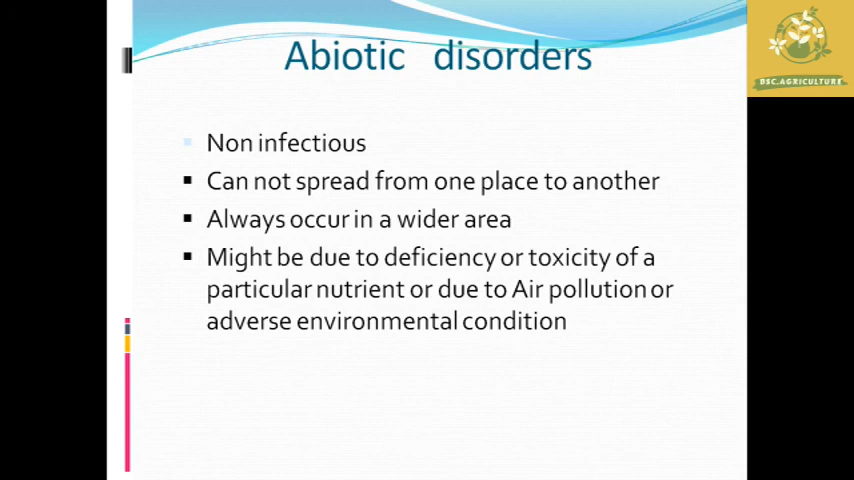 Abiotic disorders
BSC.AGRICULTURE
Non infectious
Can not spread from one place to another
Always occur in a wider area
Might be due to deficiency or toxicity of a
particular nutrient or due to Air pollution or
adverse environmental condition